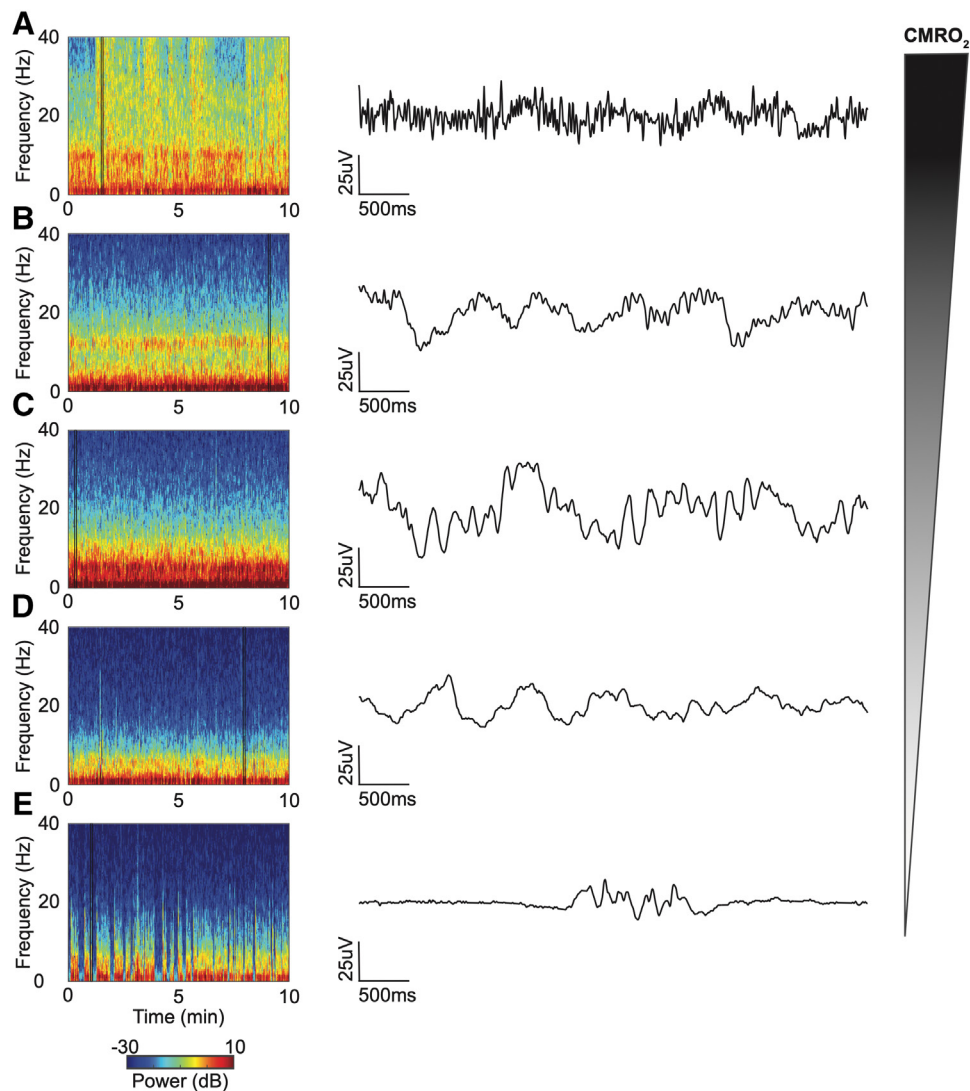 CMRO2
A
Frequency (Hz)
40
20
0
0 5 10
25uV
500ms
B
Frequency (Hz)
40
20
0
0 5 10
25uV
500ms
C
Frequency (Hz)
40
20
0
0 5 10
25uV
500ms
D
Frequency (Hz)
40
20
0
0 5 10
25uV
500ms
E
Frequency (Hz)
40
20
0
0 5 10
Time (min)
25uV
500ms
-30 10
Power (dB)